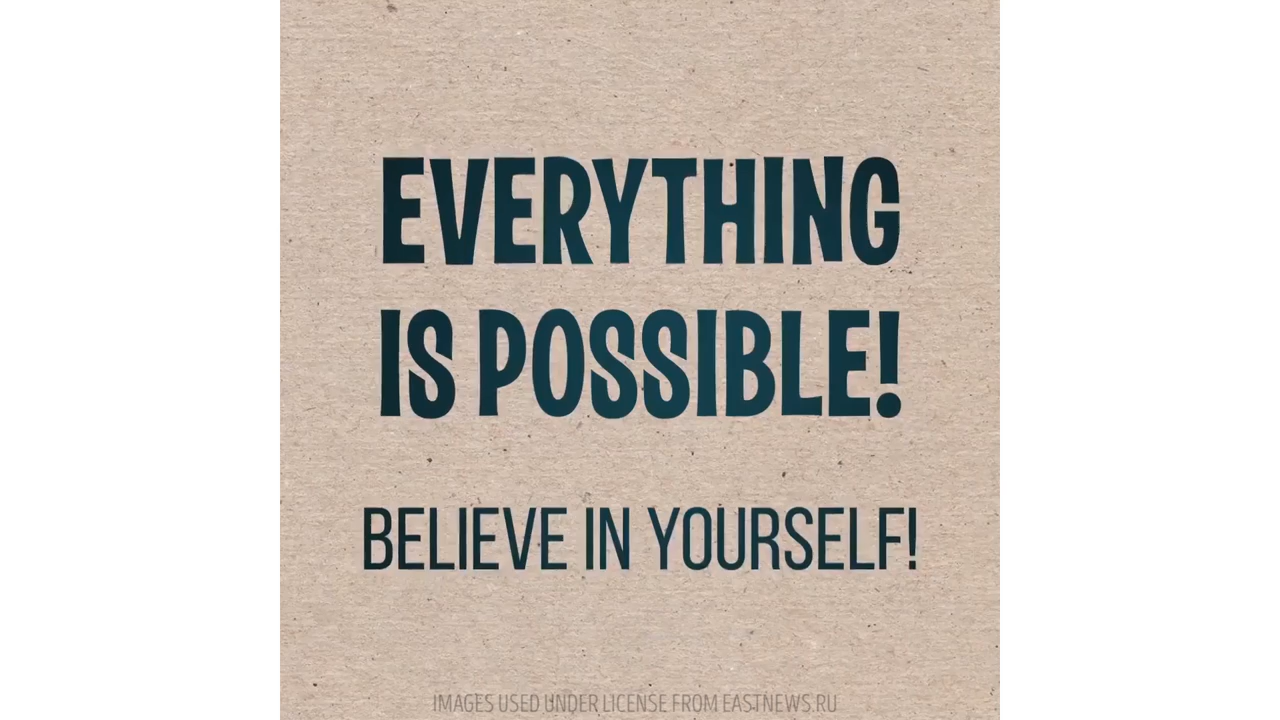 EVERYTHING
IS POSSIBLE!
BELIEVE IN YOURSELF!
IMAGES USED UNDER LICENSE FROM EASTNEWS.RU